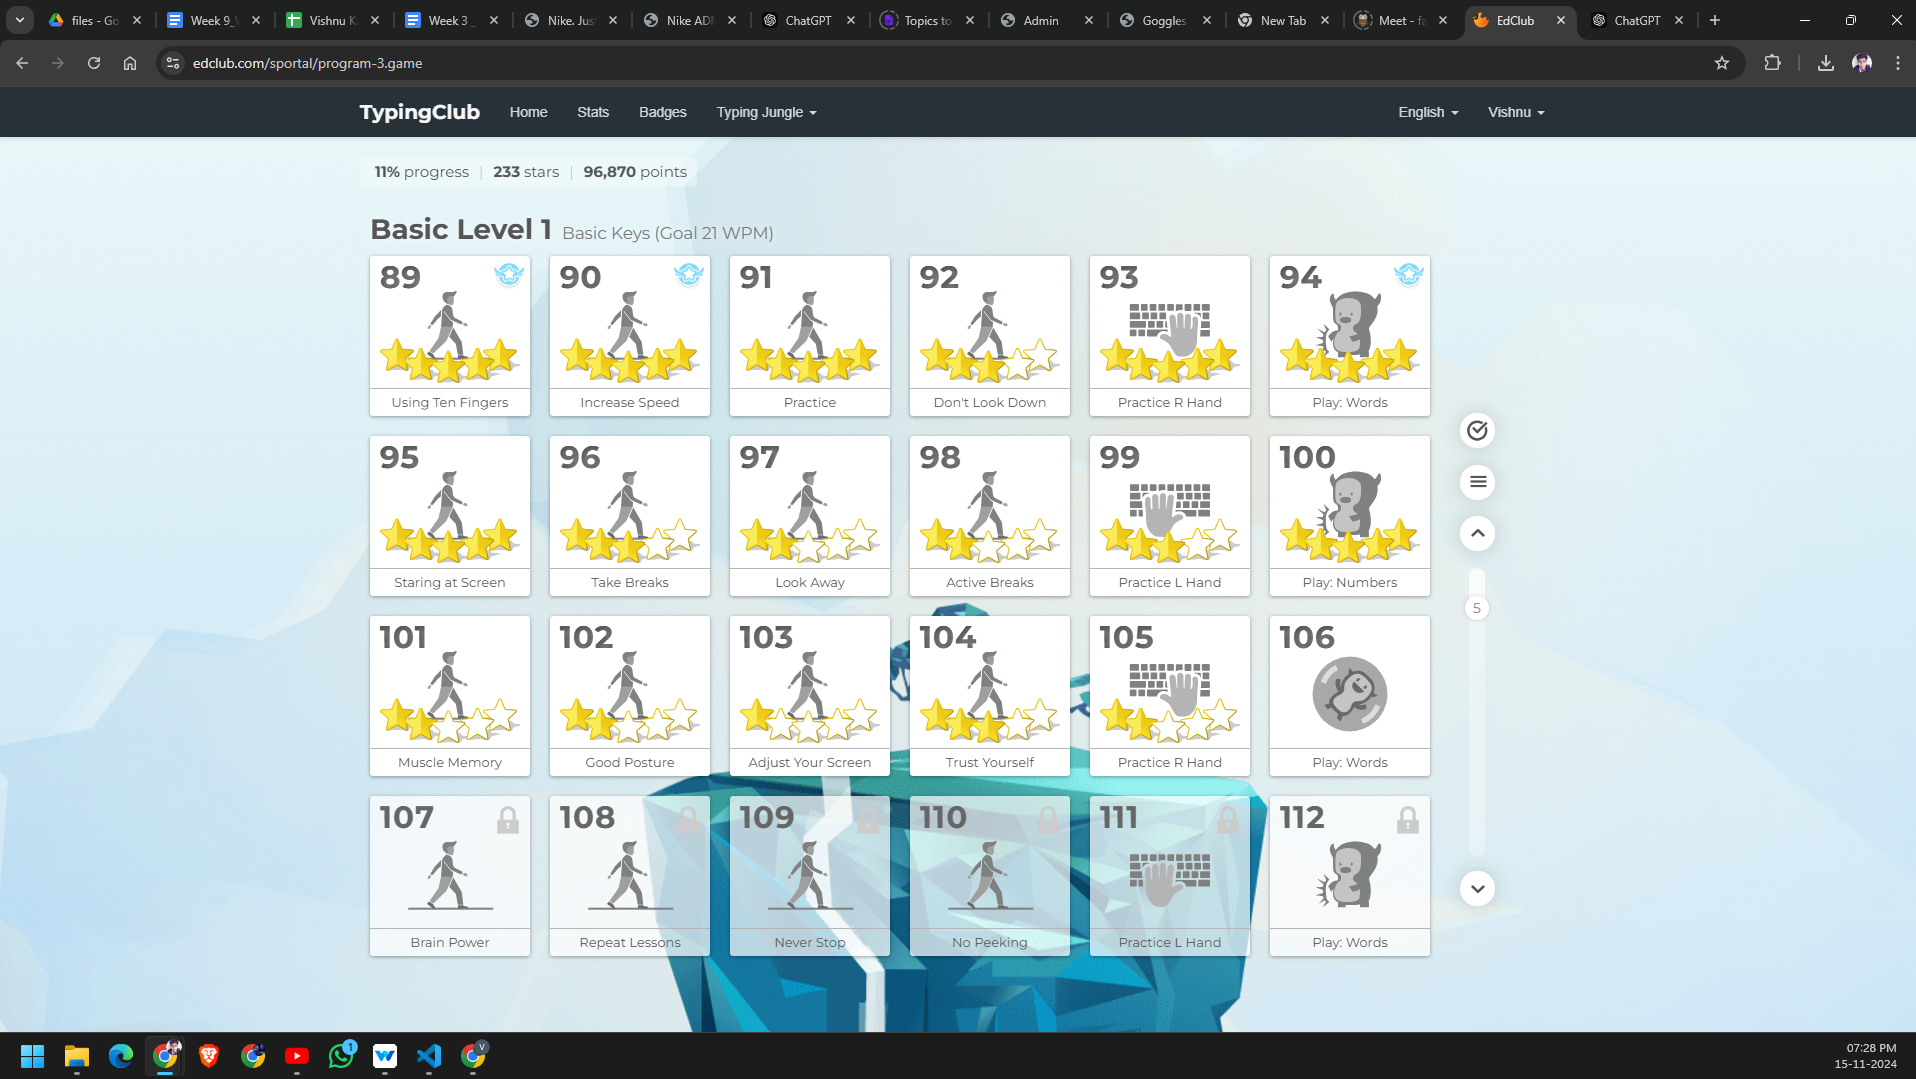 files - Go
Week 9_
Vishnu K
Week 3 _
Nike. Jus
Nike ADM
ChatGPT
Topics to
Admin
Goggles
New Tab
Meet - fa
EdClub
ChatGPT
edclub.com/sportal/program-3.game
TypingClub
Home
Stats
Badges
Typing Jungle
English
Vishnu
11% progress | 233 stars | 96,870 points
Basic Level 1 Basic Keys (Goal 21 WPM)
89
Using Ten Fingers
90
Increase Speed
91
Practice
92
Don't Look Down
93
Practice R Hand
94
Play: Words
95
Staring at Screen
96
Take Breaks
97
Look Away
98
Active Breaks
99
Practice L Hand
100
Play: Numbers
5
101
Muscle Memory
102
Good Posture
103
Adjust Your Screen
104
Trust Yourself
105
Practice R Hand
106
Play: Words
107
Brain Power
108
Repeat Lessons
109
Never Stop
110
No Peeking
111
Practice L Hand
112
Play: Words
1
V
07:28 PM
15-11-2024